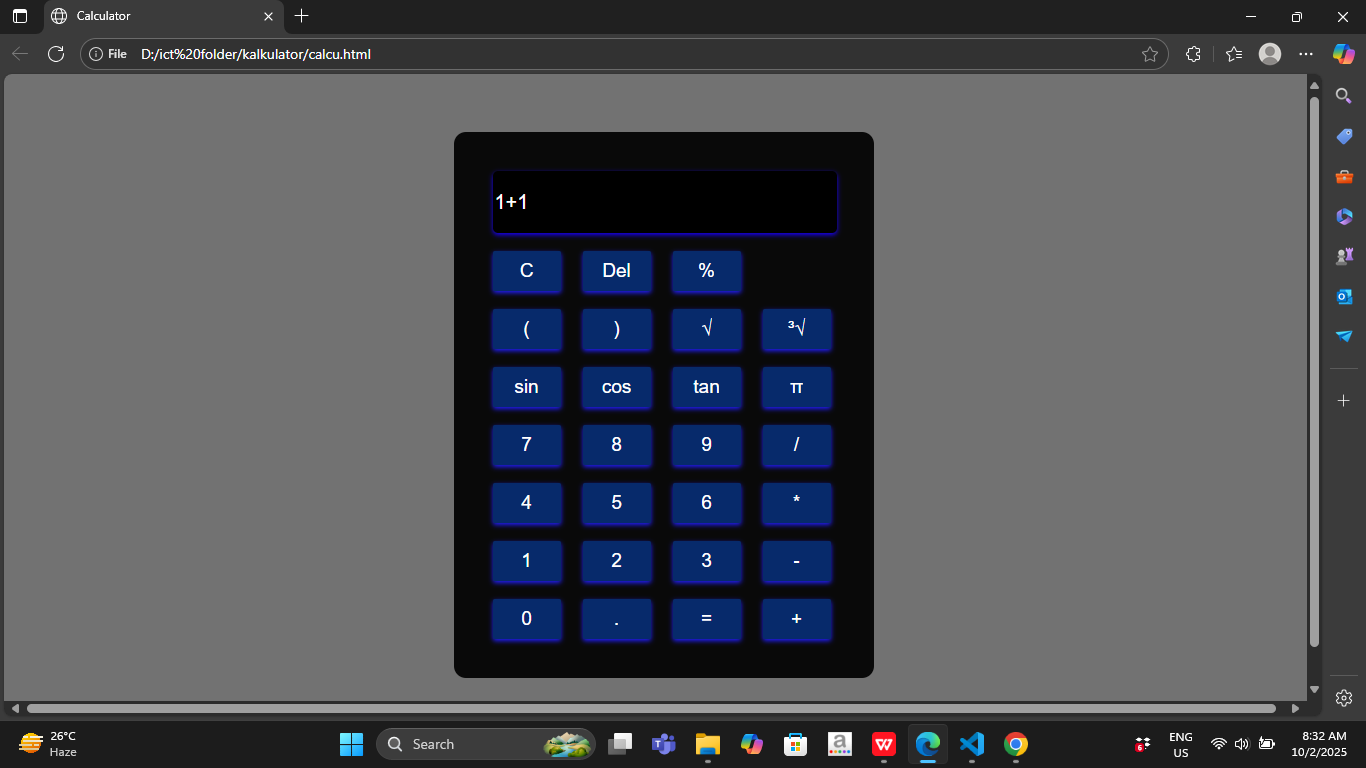 Calculator
File D:/ict%20folder/kalkulator/calcu.html
1+1
C Del %
( ) √ ³√
sin cos tan π
7 8 9 /
4 5 6 *
1 2 3 -
0 . = +
26°C
Haze
Search
6
ENG
US
8:32 AM
10/2/2025